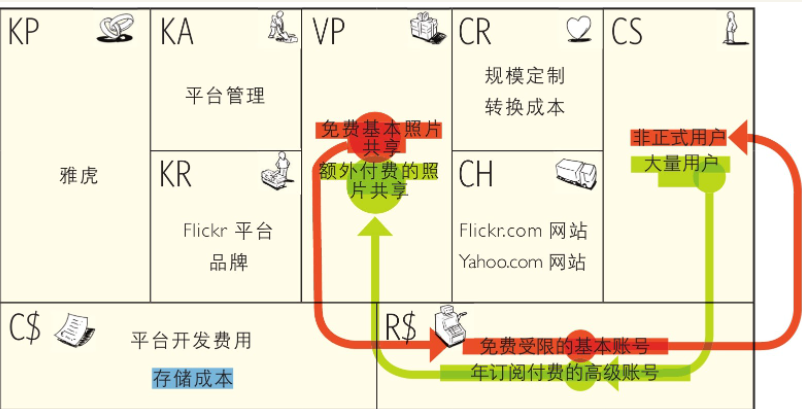 KP
雅虎
KA
平台管理
KR
Flickr 平台
品牌
VP
免费基本照片
共享
额外付费的照
片共享
CR
规模定制
转换成本
CH
Flickr.com 网站
Yahoo.com 网站
CS
非正式用户
大量用户
C$
平台开发费用
存储成本
R$
免费受限的基本账号
年订阅付费的高级账号